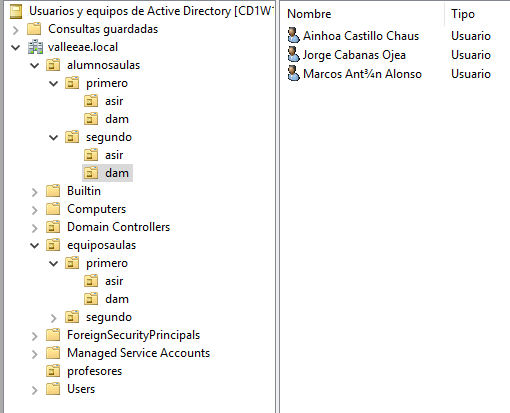 Usuarios y equipos de Active Directory [CD1W
Consultas guardadas
valleeae.local
alumnosaulas
primero
asir
dam
segundo
asir
dam
Builtin
Computers
Domain Controllers
equiposaulas
primero
asir
dam
segundo
ForeignSecurityPrincipals
Managed Service Accounts
profesores
Users
Nombre Tipo
Ainhoa Castillo Chaus Usuario
Jorge Cabanas Ojea Usuario
Marcos Ant¾n Alonso Usuario